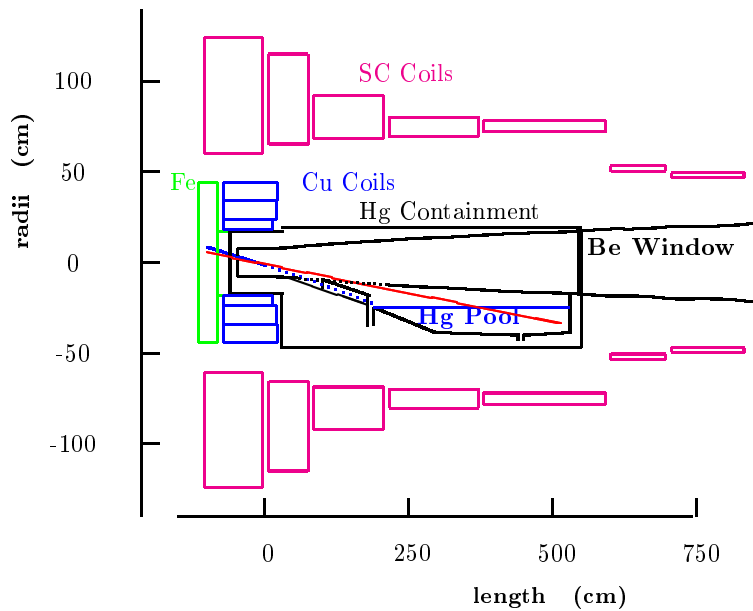 100
50
0
-50
-100
radii (cm)
SC Coils
Fe
Cu Coils
Hg Containment
Be Window
Hg Pool
0
250
500
750
length (cm)